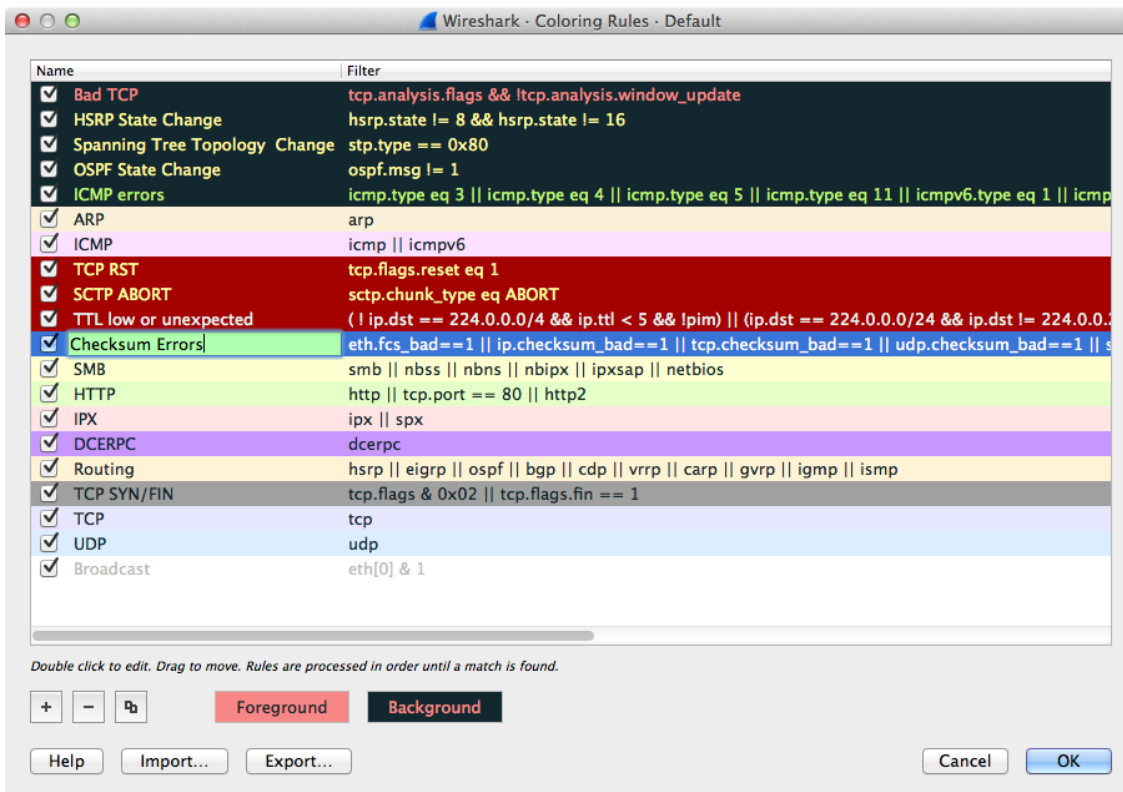 Wireshark · Coloring Rules · Default
Name Filter
Bad TCP tcp.analysis.flags && !tcp.analysis.window_update
HSRP State Change hsrp.state != 8 && hsrp.state != 16
Spanning Tree Topology Change stp.type == 0x80
OSPF State Change ospf.msg != 1
ICMP errors icmp.type eq 3 || icmp.type eq 4 || icmp.type eq 5 || icmp.type eq 11 || icmpv6.type eq 1 || icmp
ARP arp
ICMP icmp || icmpv6
TCP RST tcp.flags.reset eq 1
SCTP ABORT sctp.chunk_type eq ABORT
TTL low or unexpected ( ! ip.dst == 224.0.0.0/4 && ip.ttl < 5 && !pim) || (ip.dst == 224.0.0.0/24 && ip.dst != 224.0.0.
Checksum Errors eth.fcs_bad==1 || ip.checksum_bad==1 || tcp.checksum_bad==1 || udp.checksum_bad==1 || s
SMB smb || nbss || nbns || nbipx || ipxsap || netbios
HTTP http || tcp.port == 80 || http2
IPX ipx || spx
DCERPC dcerpc
Routing hsrp || eigrp || ospf || bgp || cdp || vrrp || carp || gvrp || igmp || ismp
TCP SYN/FIN tcp.flags & 0x02 || tcp.flags.fin == 1
TCP tcp
UDP udp
Broadcast eth[0] & 1
Double click to edit. Drag to move. Rules are processed in order until a match is found.
+ − Foreground Background
Help Import... Export... Cancel OK